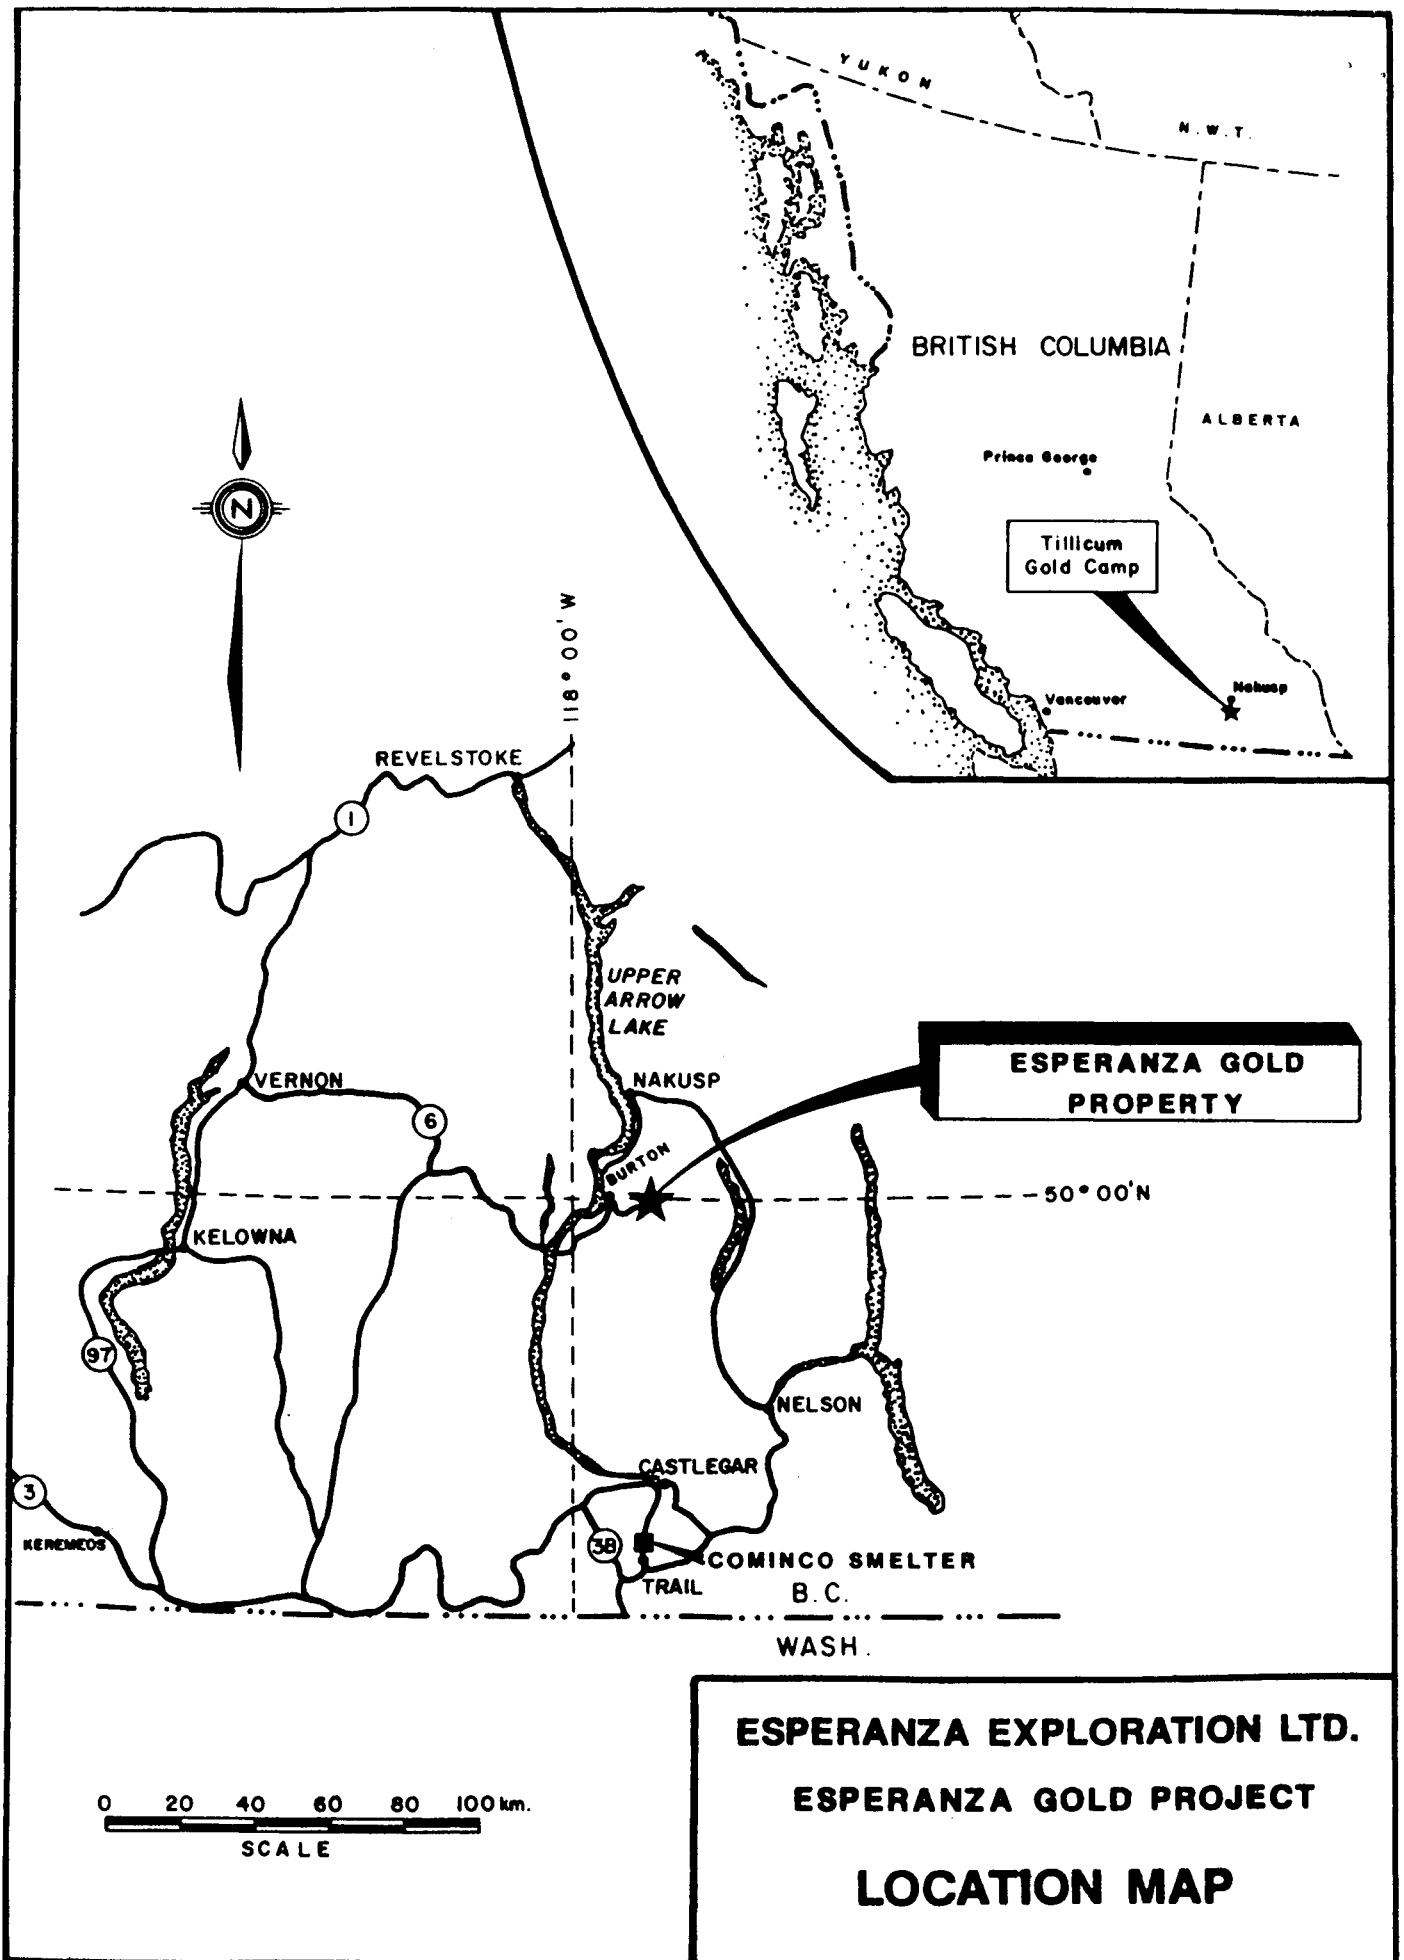 YUKON
N.W.T.
BRITISH COLUMBIA
ALBERTA
Prince George
Tillicum
Gold Camp
Nakusp
Vancouver
N
118°00'W
REVELSTOKE
1
UPPER
ARROW
LAKE
ESPERANZA GOLD
PROPERTY
VERNON
NAKUSP
6
BURTON
50°00'N
KELOWNA
97
NELSON
CASTLEGAR
3
KEREMEOS
3B
COMINCO SMELTER
TRAIL
B.C.
WASH.
0 20 40 60 80 100 km.
SCALE
ESPERANZA EXPLORATION LTD.
ESPERANZA GOLD PROJECT
LOCATION MAP